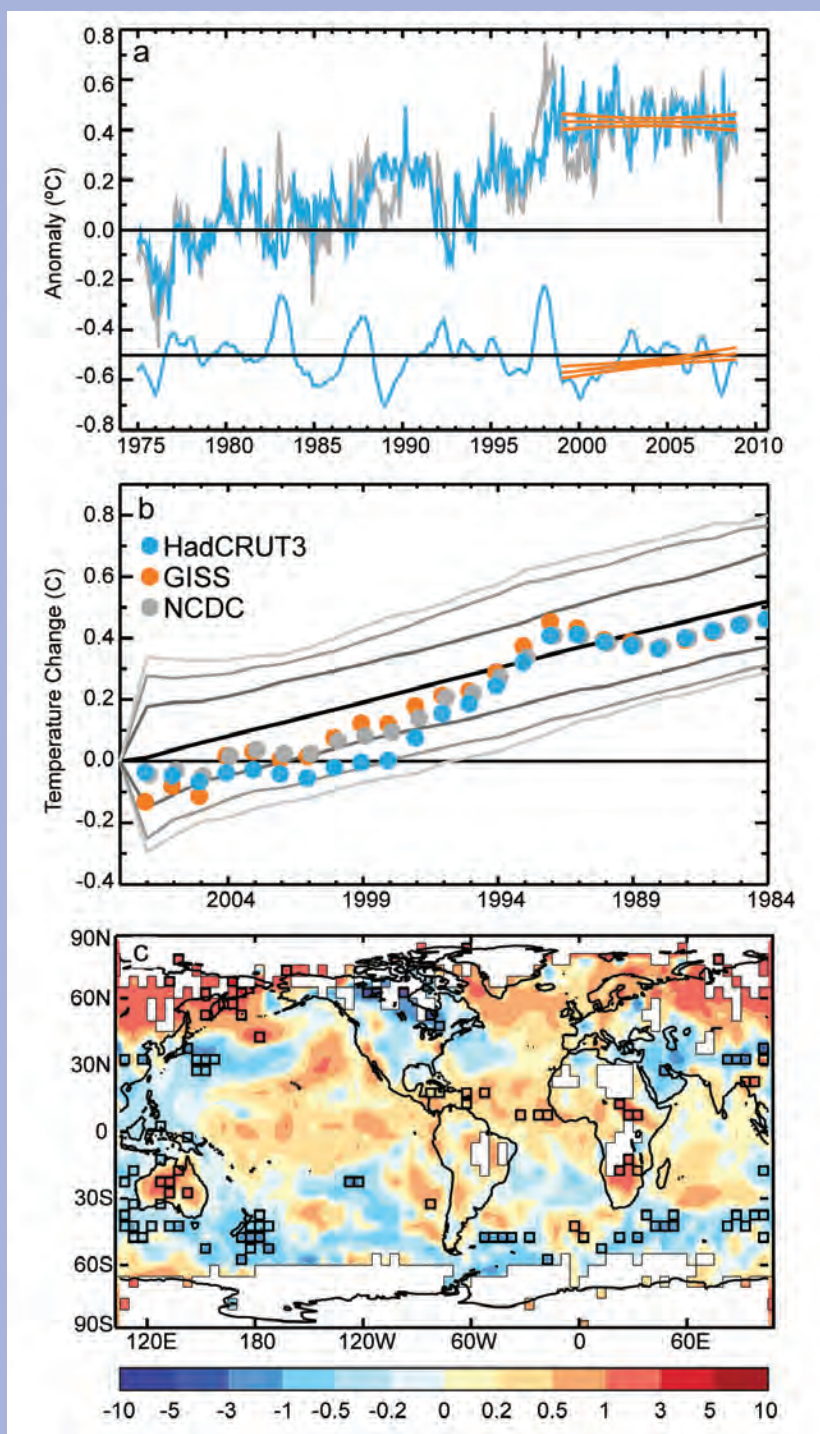 a
0.8
0.6
0.4
0.2
0.0
-0.2
-0.4
-0.6
-0.8
Anomaly (ºC)
1975 1980 1985 1990 1995 2000 2005 2010
b
HadCRUT3
GISS
NCDC
0.8
0.6
0.4
0.2
0.0
-0.2
-0.4
Temperature Change (C)
2004 1999 1994 1989 1984
c
90N
60N
30N
0
30S
60S
90S
120E 180 120W 60W 0 60E
-10 -5 -3 -1 -0.5 -0.2 0 0.2 0.5 1 3 5 10